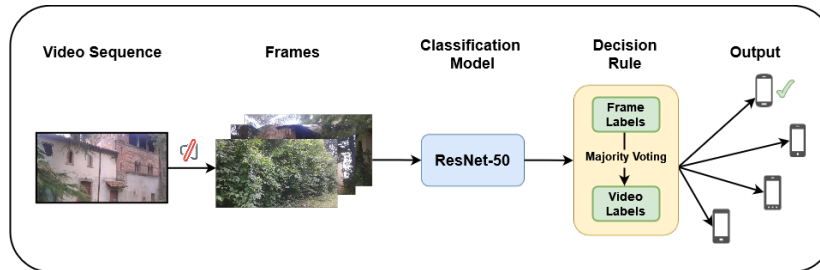 Video Sequence
Frames
Classification
Model
Decision
Rule
Output
Frame
Labels
ResNet-50
Majority Voting
Video
Labels